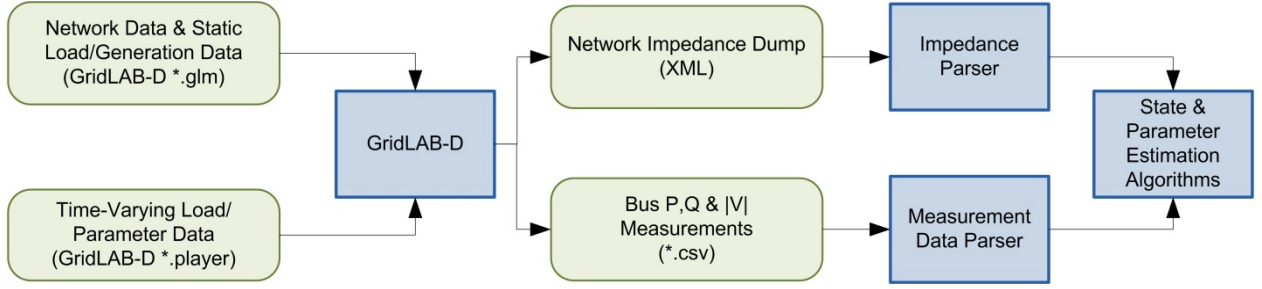 Network Data & Static
Load/Generation Data
(GridLAB-D *.glm)
Time-Varying Load/
Parameter Data
(GridLAB-D *.player)
GridLAB-D
Network Impedance Dump
(XML)
Bus P,Q & |V|
Measurements
(*.csv)
Impedance
Parser
Measurement
Data Parser
State &
Parameter
Estimation
Algorithms